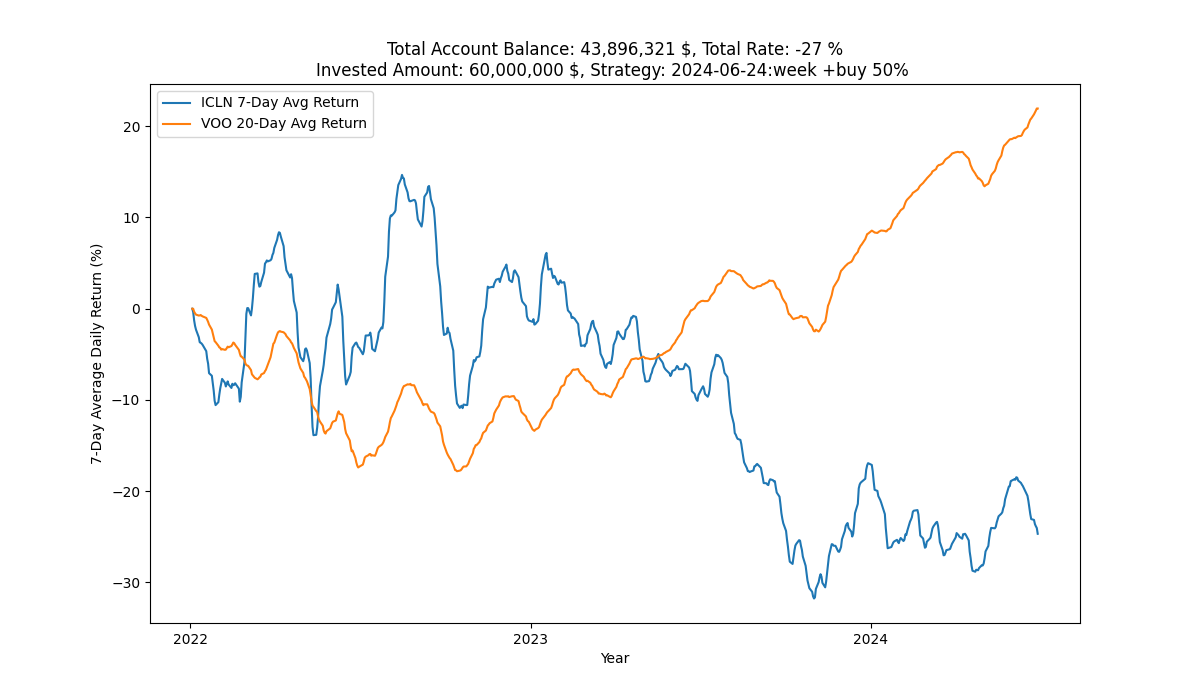 Total Account Balance: 43,896,321 $, Total Rate: -27 %
Invested Amount: 60,000,000 $, Strategy: 2024-06-24:week +buy 50%
ICLN 7-Day Avg Return
VOO 20-Day Avg Return
7-Day Average Daily Return (%)
20
10
0
−10
−20
−30
2022
2023
2024
Year